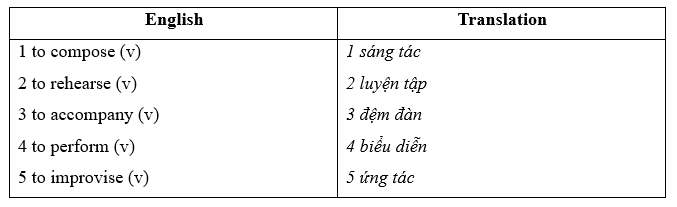 English Translation
1 to compose (v) 1 sáng tác
2 to rehearse (v) 2 luyện tập
3 to accompany (v) 3 đệm đàn
4 to perform (v) 4 biểu diễn
5 to improvise (v) 5 ứng tác